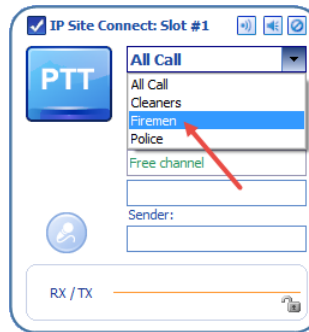 IP Site Connect: Slot #1
PTT
All Call
All Call
Cleaners
Firemen
Police
Free channel
Sender:
RX / TX